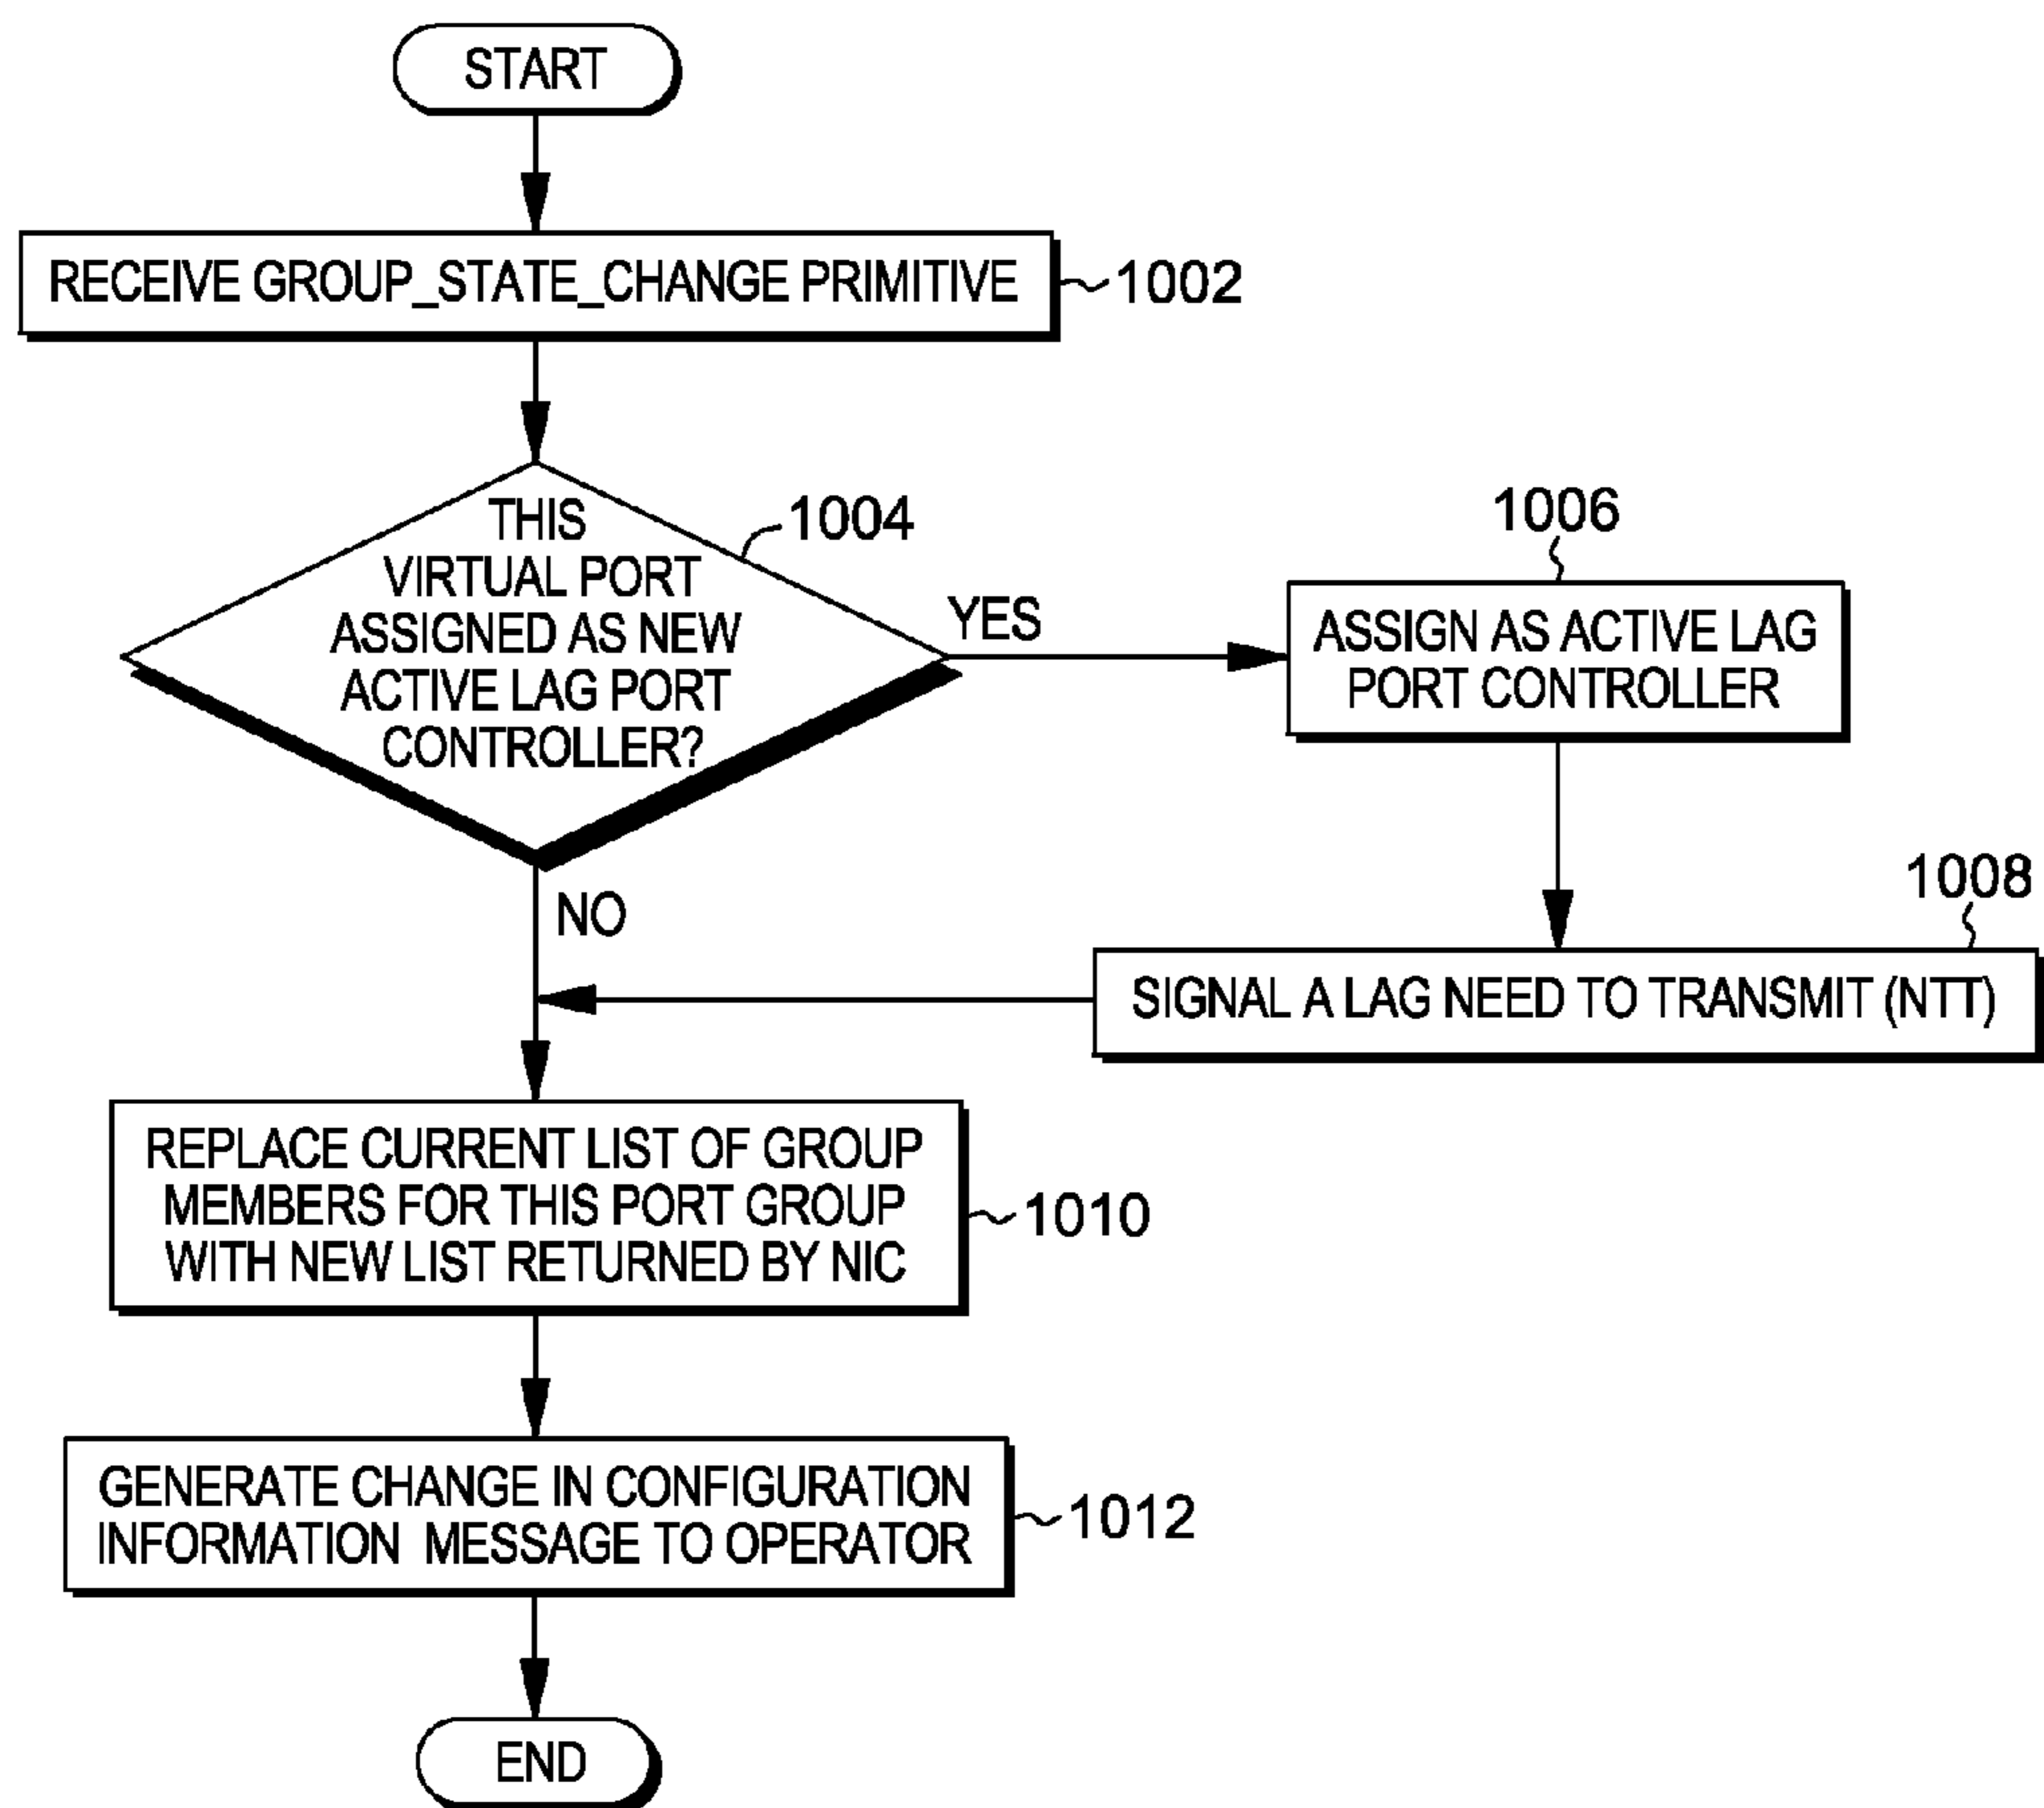 START
RECEIVE GROUP_STATE_CHANGE PRIMITIVE
1002
THIS
VIRTUAL PORT
ASSIGNED AS NEW
ACTIVE LAG PORT
CONTROLLER?
1004
YES
1006
ASSIGN AS ACTIVE LAG
PORT CONTROLLER
NO
1008
SIGNAL A LAG NEED TO TRANSMIT (NTT)
REPLACE CURRENT LIST OF GROUP
MEMBERS FOR THIS PORT GROUP
WITH NEW LIST RETURNED BY NIC
1010
GENERATE CHANGE IN CONFIGURATION
INFORMATION MESSAGE TO OPERATOR
1012
END